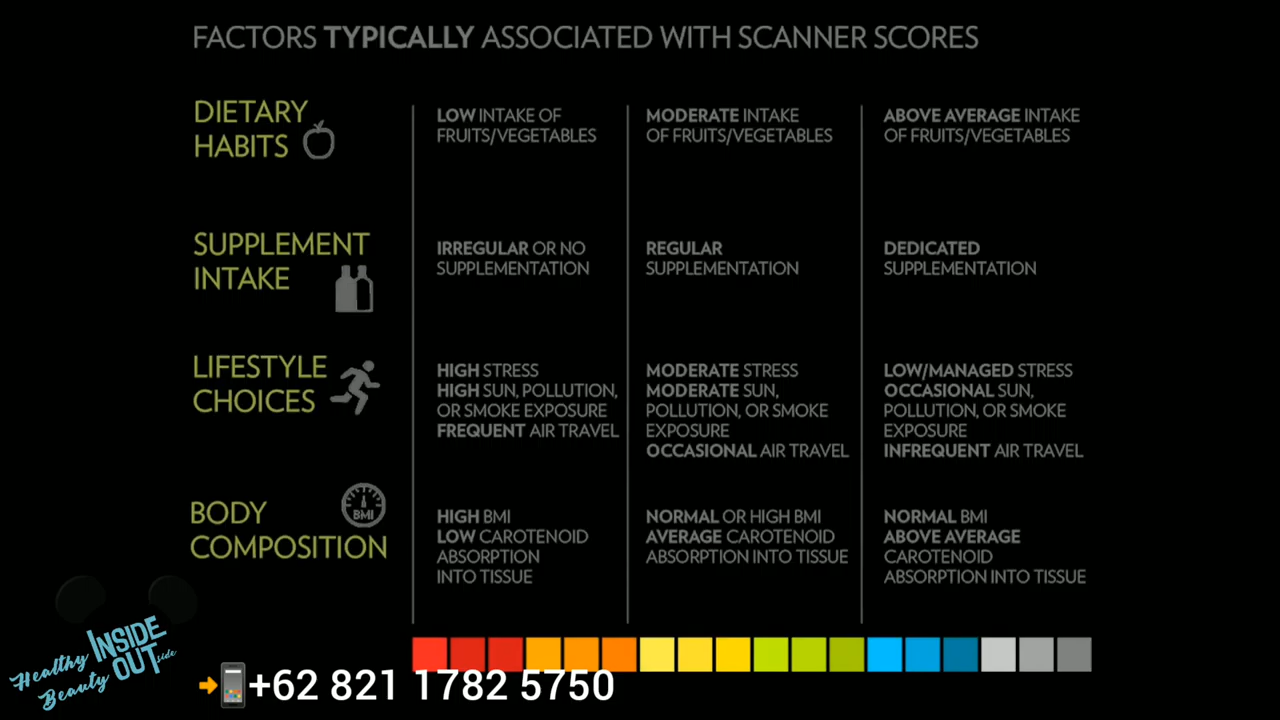 FACTORS TYPICALLY ASSOCIATED WITH SCANNER SCORES
DIETARY
HABITS
LOW INTAKE OF
FRUITS/VEGETABLES
MODERATE INTAKE
OF FRUITS/VEGETABLES
ABOVE AVERAGE INTAKE
OF FRUITS/VEGETABLES
SUPPLEMENT
INTAKE
IRREGULAR OR NO
SUPPLEMENTATION
REGULAR
SUPPLEMENTATION
DEDICATED
SUPPLEMENTATION
LIFESTYLE
CHOICES
HIGH STRESS
HIGH SUN, POLLUTION,
OR SMOKE EXPOSURE
FREQUENT AIR TRAVEL
MODERATE STRESS
MODERATE SUN,
POLLUTION, OR SMOKE
EXPOSURE
OCCASIONAL AIR TRAVEL
LOW/MANAGED STRESS
OCCASIONAL SUN,
POLLUTION, OR SMOKE
EXPOSURE
INFREQUENT AIR TRAVEL
BODY
COMPOSITION
BMI
HIGH BMI
LOW CAROTENOID
ABSORPTION
INTO TISSUE
NORMAL OR HIGH BMI
AVERAGE CAROTENOID
ABSORPTION INTO TISSUE
NORMAL BMI
ABOVE AVERAGE
CAROTENOID
ABSORPTION INTO TISSUE
Healthy INSIDE
Beauty OUTside
+62 821 1782 5750